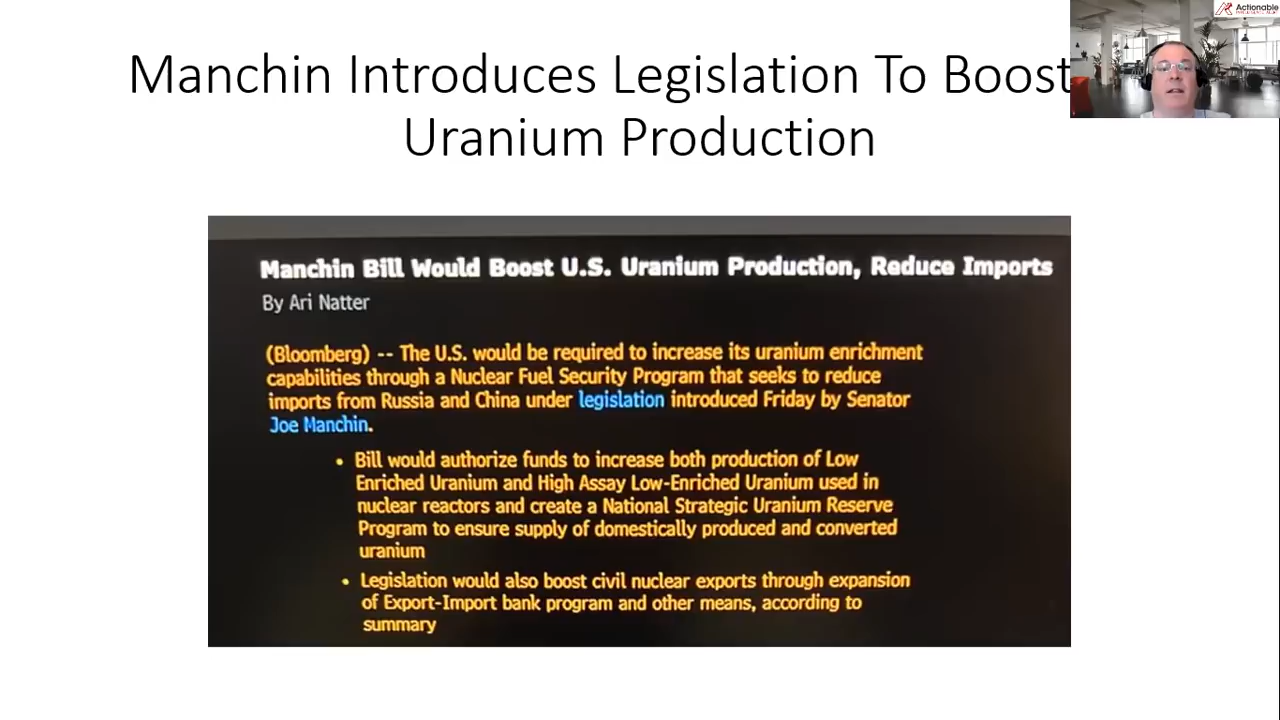 Actionable
Manchin Introduces Legislation To Boost
Uranium Production
Manchin Bill Would Boost U.S. Uranium Production, Reduce Imports
By Ari Natter
(Bloomberg) -- The U.S. would be required to increase its uranium enrichment
capabilities through a Nuclear Fuel Security Program that seeks to reduce
imports from Russia and China under legislation introduced Friday by Senator
Joe Manchin.
• Bill would authorize funds to increase both production of Low
Enriched Uranium and High Assay Low-Enriched Uranium used in
nuclear reactors and create a National Strategic Uranium Reserve
Program to ensure supply of domestically produced and converted
uranium
• Legislation would also boost civil nuclear exports through expansion
of Export-Import bank program and other means, according to
summary